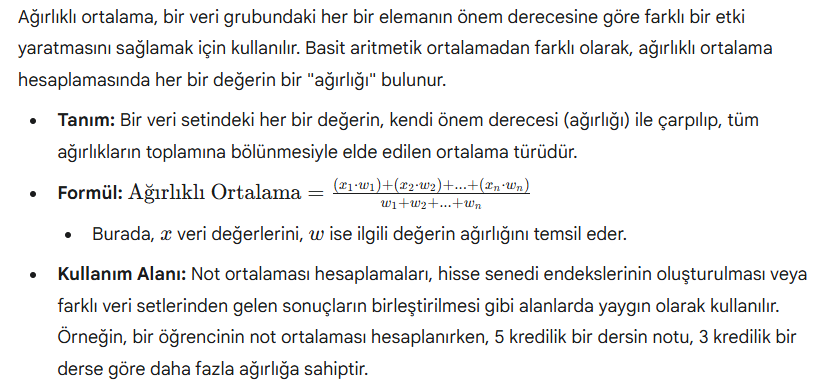 Ağırlıklı ortalama, bir veri grubundaki her bir elemanın önem derecesine göre farklı bir etki
yaratmasını sağlamak için kullanılır. Basit aritmetik ortalamadan farklı olarak, ağırlıklı ortalama
hesaplamasında her bir değerin bir "ağırlığı" bulunur.
• Tanım: Bir veri setindeki her bir değerin, kendi önem derecesi (ağırlığı) ile çarpılıp, tüm
ağırlıkların toplamına bölünmesiyle elde edilen ortalama türüdür.
• Formül: Ağırlıklı Ortalama = \frac{(x_1·w_1)+(x_2·w_2)+...+(x_n·w_n)}{w_1+w_2+...+w_n}
• Burada, x veri değerlerini, w ise ilgili değerin ağırlığını temsil eder.
• Kullanım Alanı: Not ortalaması hesaplamaları, hisse senedi endekslerinin oluşturulması veya
farklı veri setlerinden gelen sonuçların birleştirilmesi gibi alanlarda yaygın olarak kullanılır.
Örneğin, bir öğrencinin not ortalaması hesaplanırken, 5 kredilik bir dersin notu, 3 kredilik bir
derse göre daha fazla ağırlığa sahiptir.